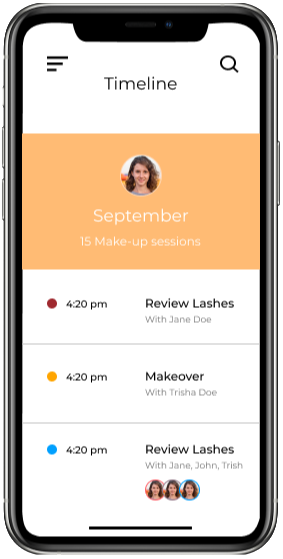 Timeline
September
15 Make-up sessions
4:20 pm
Review Lashes
With Jane Doe
4:20 pm
Makeover
With Trisha Doe
4:20 pm
Review Lashes
With Jane, John, Trish